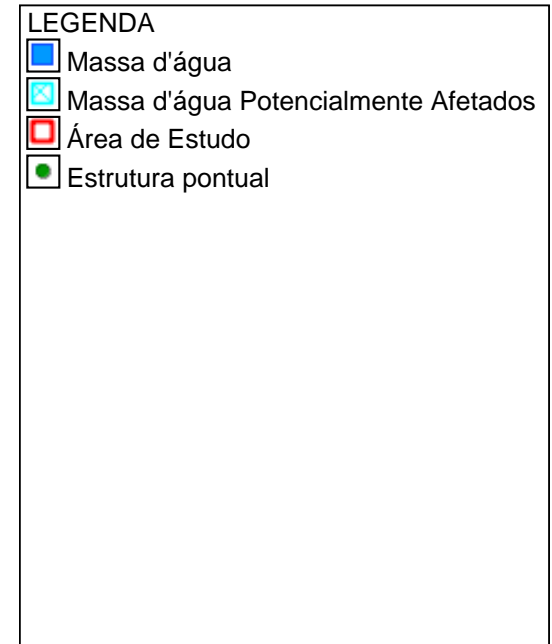 LEGENDA
Massa d'água
Massa d'água Potencialmente Afetados
Área de Estudo
Estrutura pontual